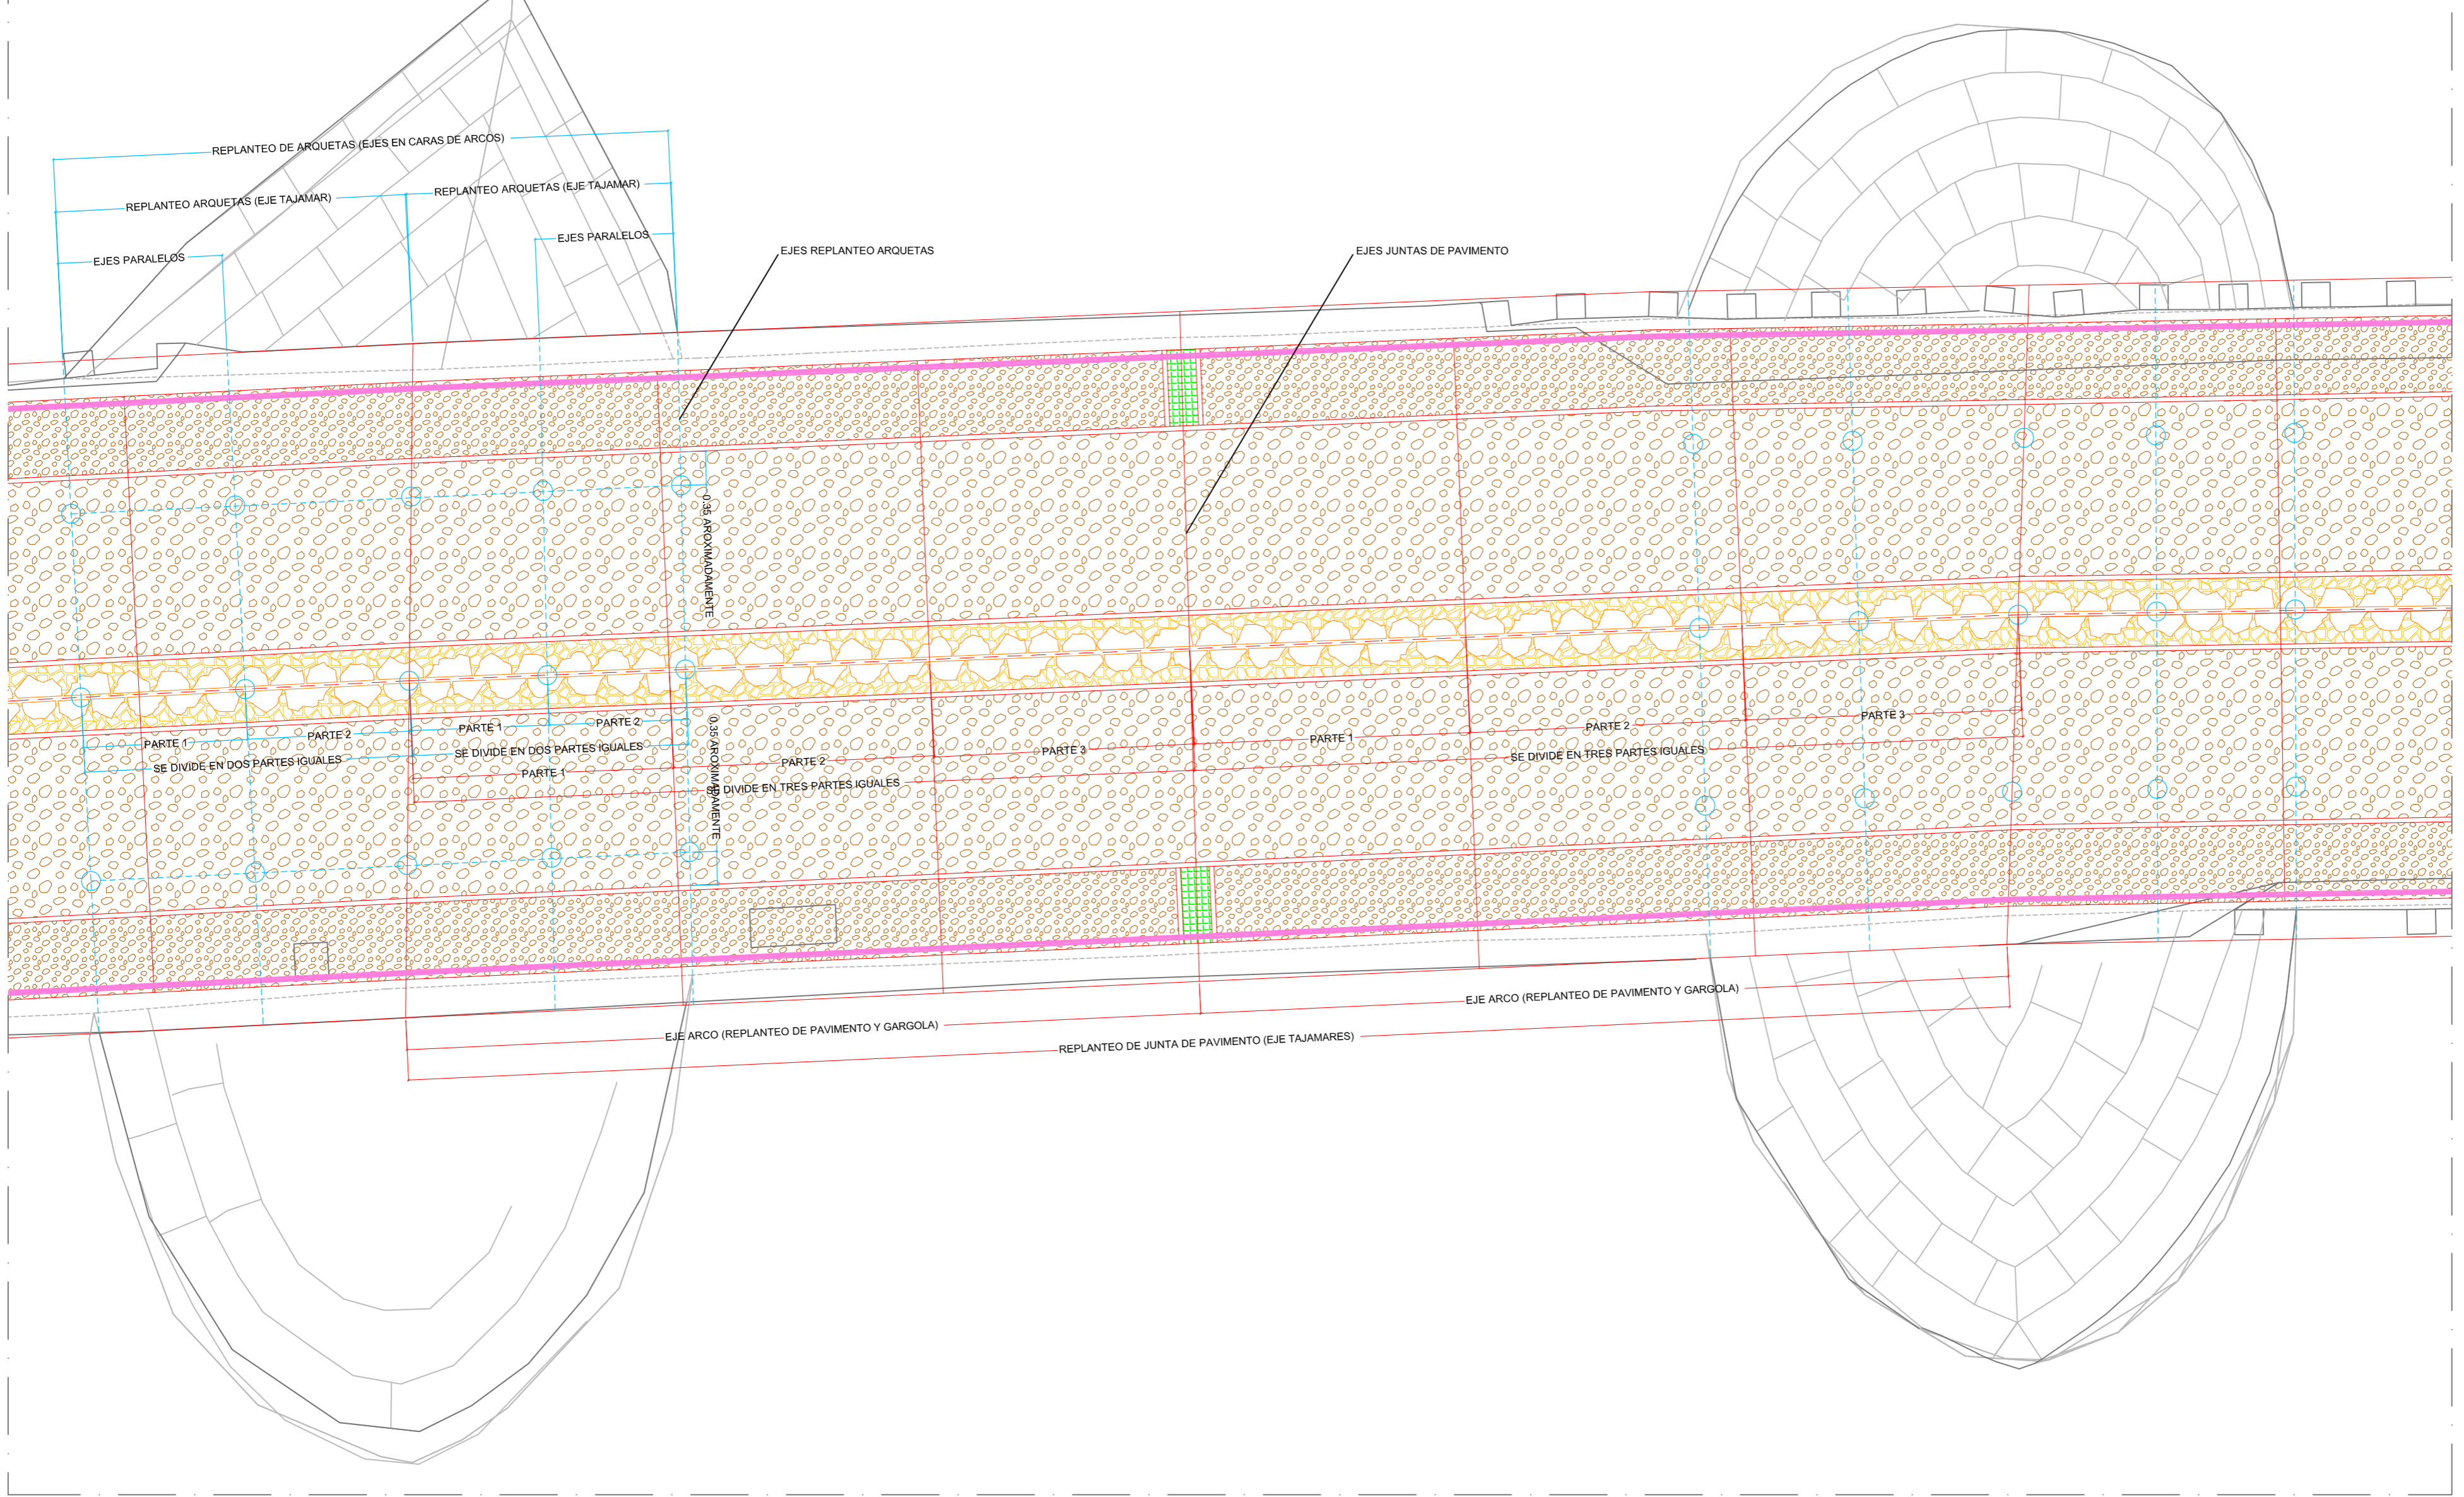 REPLANTEO DE ARQUETAS (EJES EN CARAS DE ARCOS)
REPLANTEO ARQUETAS (EJE TAJAMAR)
REPLANTEO ARQUETAS (EJE TAJAMAR)
EJES PARALELOS
EJES PARALELOS
EJES REPLANTEO ARQUETAS
EJES JUNTAS DE PAVIMENTO
0.35 AROXIMADAMENTE
PARTE 1
PARTE 2
PARTE 1
PARTE 2
SE DIVIDE EN DOS PARTES IGUALES
SE DIVIDE EN DOS PARTES IGUALES
PARTE 1
PARTE 2
PARTE 3
PARTE 1
PARTE 2
PARTE 3
SE DIVIDE EN TRES PARTES IGUALES
SE DIVIDE EN TRES PARTES IGUALES
0.35 AROXIMADAMENTE
EJE ARCO (REPLANTEO DE PAVIMENTO Y GARGOLA)
EJE ARCO (REPLANTEO DE PAVIMENTO Y GARGOLA)
REPLANTEO DE JUNTA DE PAVIMENTO (EJE TAJAMARES)